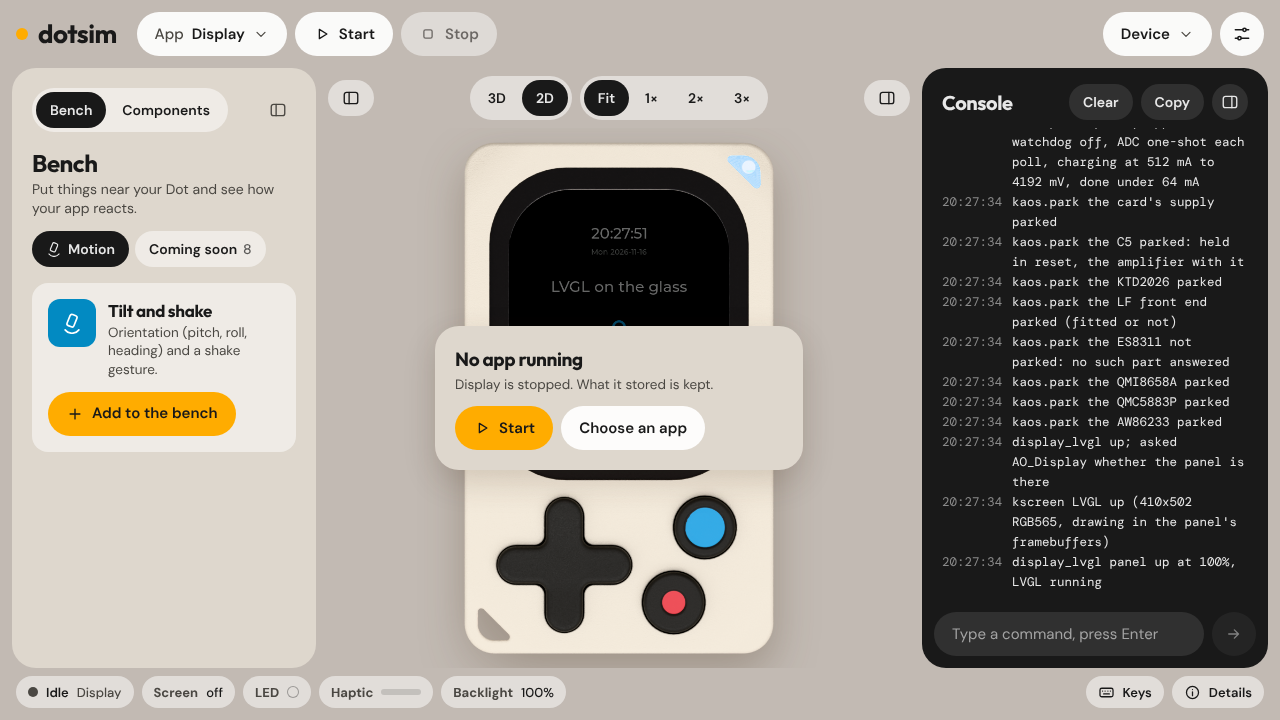 dotsim
App Display
Start
Stop
Device
Bench
Components
Bench
Put things near your Dot and see how
your app reacts.
Motion
Coming soon 8
Tilt and shake
Orientation (pitch, roll,
heading) and a shake
gesture.
Add to the bench
3D 2D
Fit 1× 2× 3×
20:27:51
Mon 2026-11-16
LVGL on the glass
No app running
Display is stopped. What it stored is kept.
Start
Choose an app
Console
Clear
Copy
watchdog off, ADC one-shot each
poll, charging at 512 mA to
4192 mV, done under 64 mA
20:27:34 kaos.park the card's supply
parked
20:27:34 kaos.park the C5 parked: held
in reset, the amplifier with it
20:27:34 kaos.park the KTD2026 parked
20:27:34 kaos.park the LF front end
parked (fitted or not)
20:27:34 kaos.park the ES8311 not
parked: no such part answered
20:27:34 kaos.park the QMI8658A parked
20:27:34 kaos.park the QMC5883P parked
20:27:34 kaos.park the AW86233 parked
20:27:34 display_lvgl up; asked
AO_Display whether the panel is
there
20:27:34 kscreen LVGL up (410x502
RGB565, drawing in the panel's
framebuffers)
20:27:34 display_lvgl panel up at 100%,
LVGL running
Type a command, press Enter
Idle Display
Screen off
LED
Haptic
Backlight 100%
Keys
Details